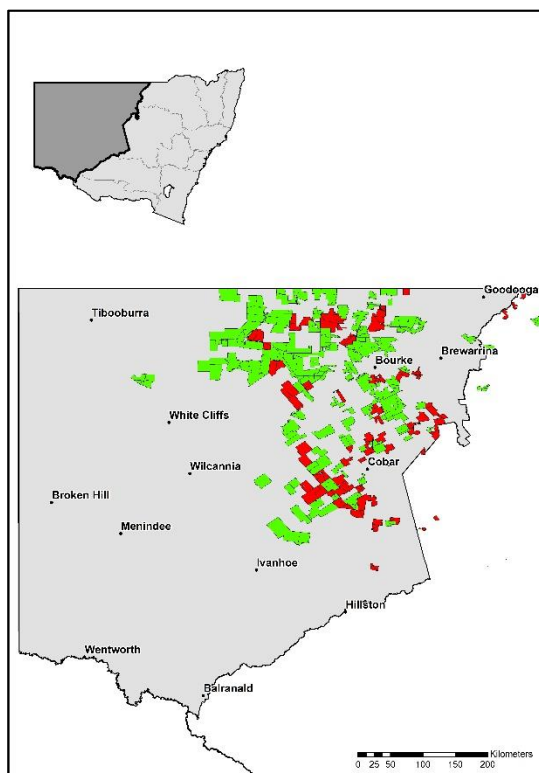 Goodooga
Tibooburra
Brewarrina
Bourke
White Cliffs
Cobar
Wilcannia
Broken Hill
Menindee
Ivanhoe
Hillston
Wentworth
Balranald
Kilometers
0 25 50 100 150 200